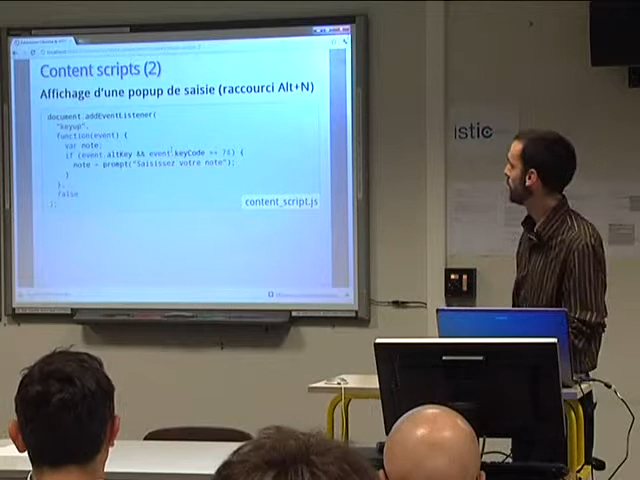 Content scripts (2)
Affichage d'une popup de saisie (raccourci Alt+N)
document.addEventListener(
"keyup",
function(event) {
var note;
if (event.altKey && event.keyCode == 78) {
note = prompt("Saisissez votre note");
}
},
false
);
content_script.js
istic